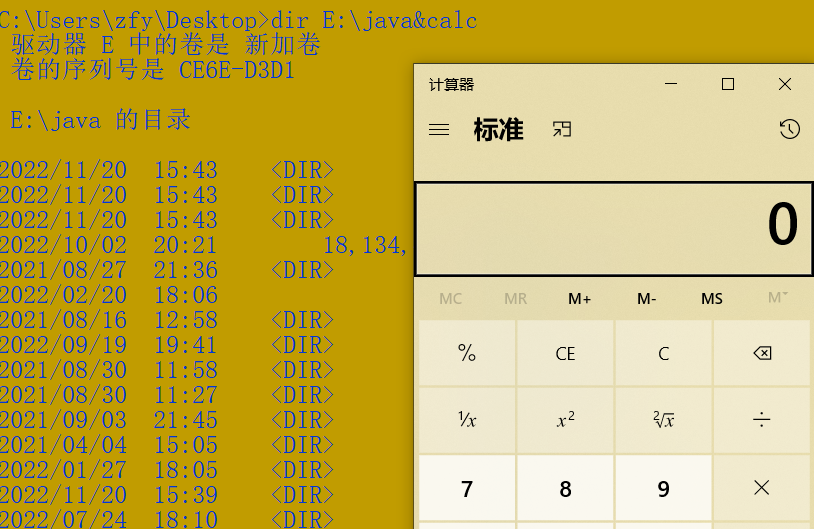 C:\Users\zfy\Desktop>dir E:\java&calc
驱动器 E 中的卷是 新加卷
卷的序列号是 CE6E-D3D1
E:\java 的目录
2022/11/20 15:43 <DIR>
2022/11/20 15:43 <DIR>
2022/11/20 15:43 <DIR>
2022/10/02 20:21 18,134,
2021/08/27 21:36 <DIR>
2022/02/20 18:06
2021/08/16 12:58 <DIR>
2022/09/19 19:41 <DIR>
2021/08/30 11:58 <DIR>
2021/08/30 11:27 <DIR>
2021/09/03 21:45 <DIR>
2021/04/04 15:05 <DIR>
2022/01/27 18:05 <DIR>
2022/11/20 15:39 <DIR>
2022/07/24 18:10 <DIR>
计算器
标准
0
MC MR M+ M- MS M˅
% CE C
¹/x x² ²√x ÷
7 8 9 ×